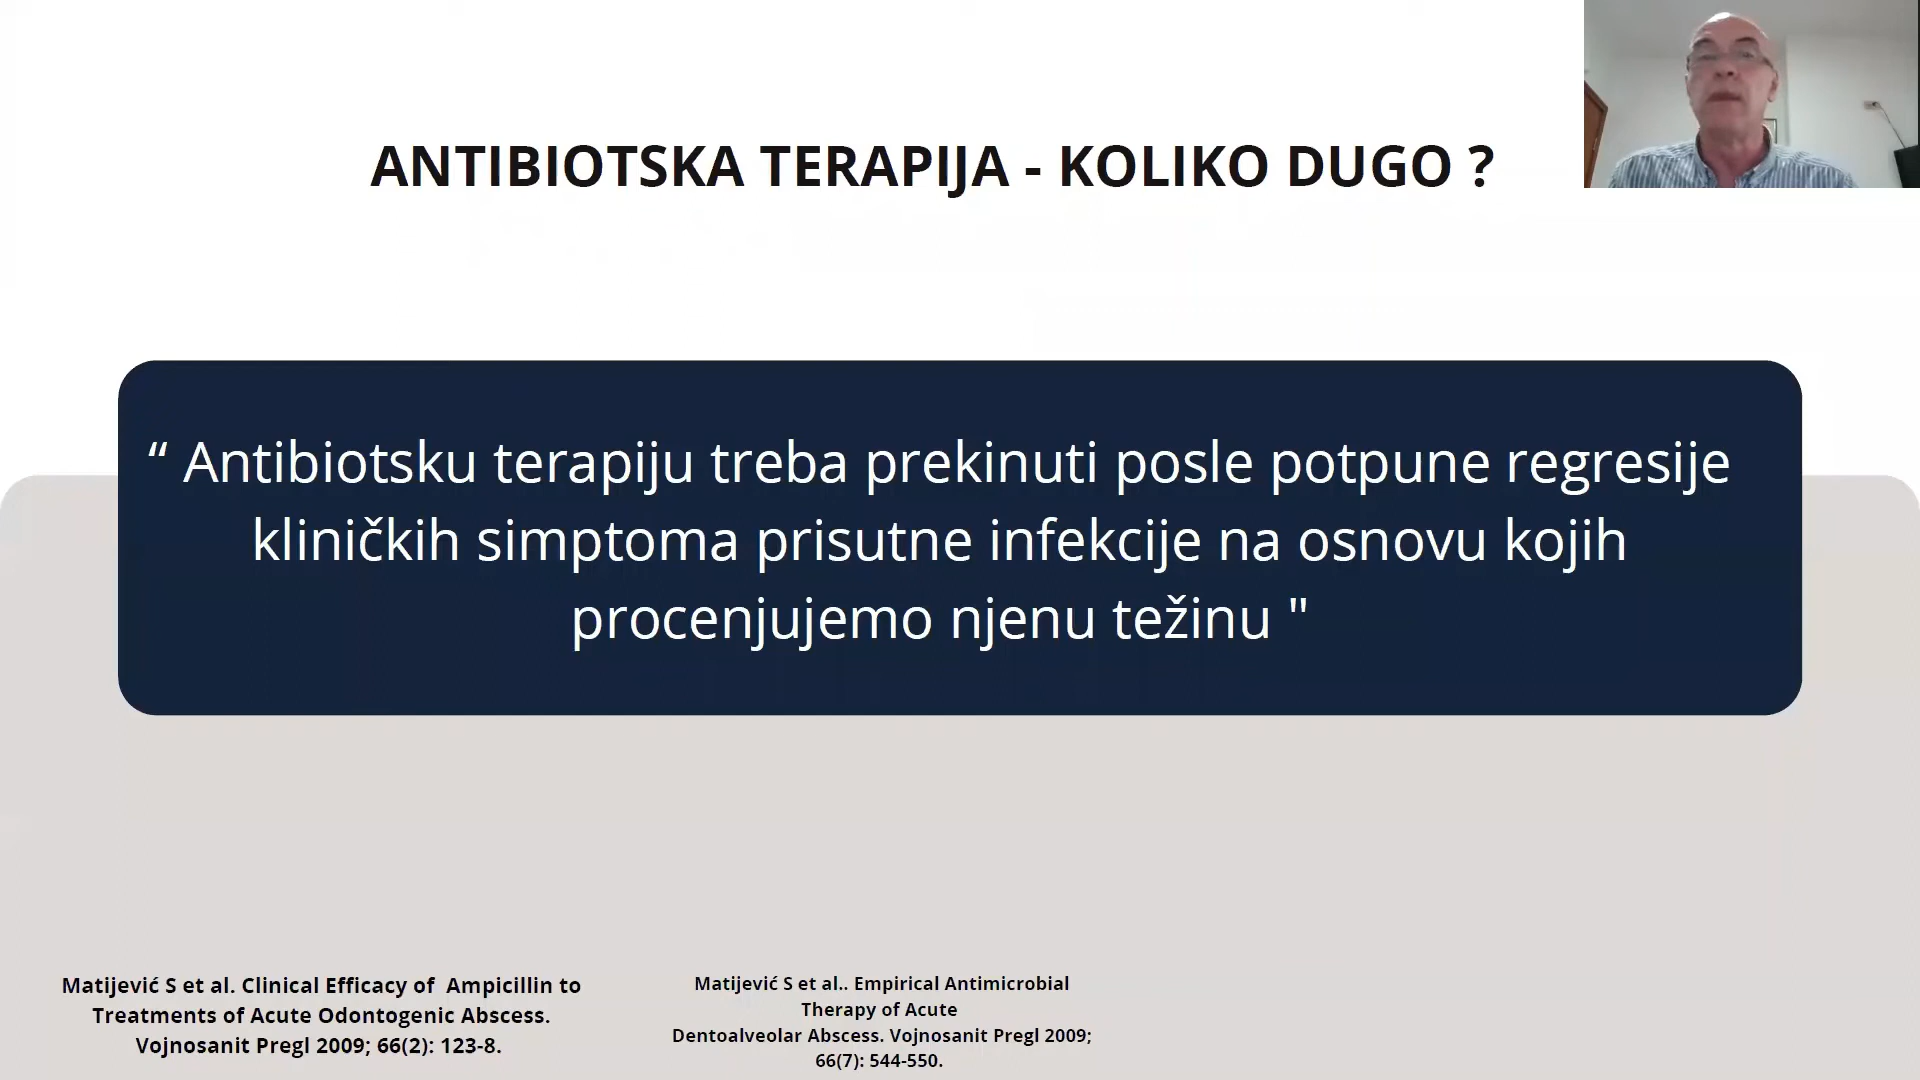 ANTIBIOTSKA TERAPIJA - KOLIKO DUGO ?
“ Antibiotsku terapiju treba prekinuti posle potpune regresije
kliničkih simptoma prisutne infekcije na osnovu kojih
procenjujemo njenu težinu "
Matijević S et al. Clinical Efficacy of Ampicillin to
Treatments of Acute Odontogenic Abscess.
Vojnosanit Pregl 2009; 66(2): 123-8.
Matijević S et al.. Empirical Antimicrobial
Therapy of Acute
Dentoalveolar Abscess. Vojnosanit Pregl 2009;
66(7): 544-550.